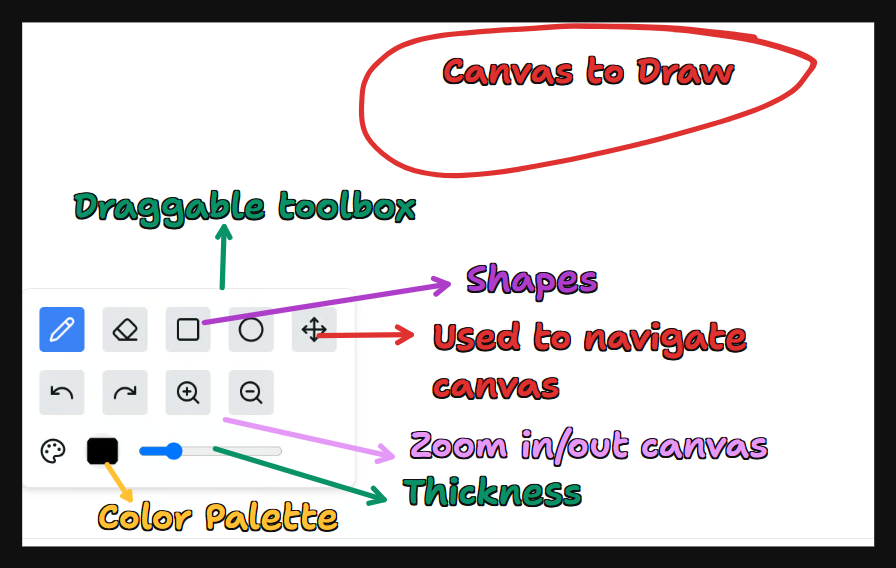 Canvas to Draw
Draggable toolbox
Shapes
Used to navigate
canvas
Zoom in/out canvas
Thickness
Color Palette